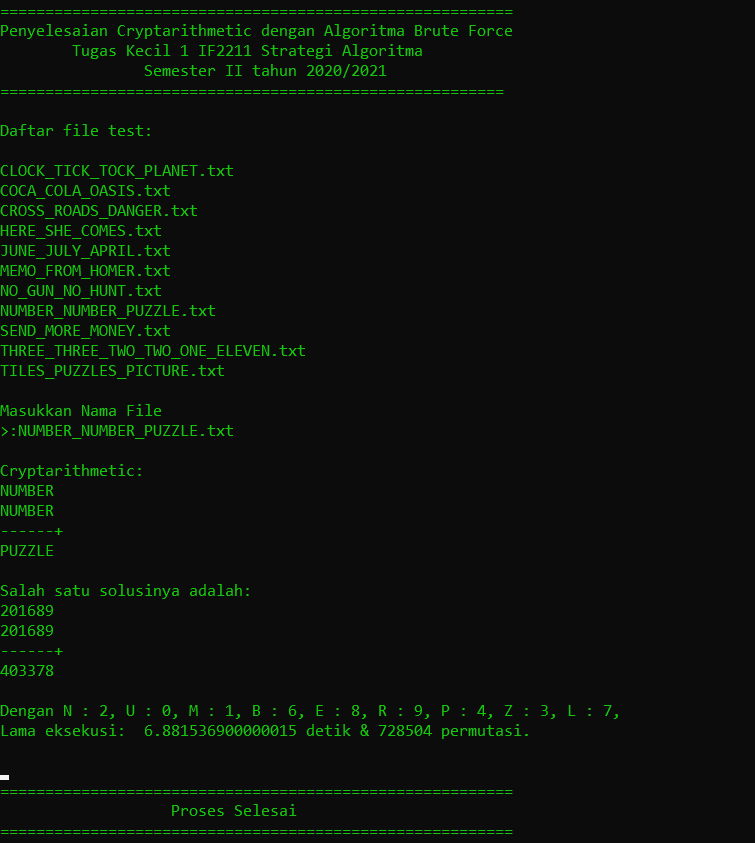 =========================================================
Penyelesaian Cryptarithmetic dengan Algoritma Brute Force
Tugas Kecil 1 IF2211 Strategi Algoritma
Semester II tahun 2020/2021
========================================================
Daftar file test:
CLOCK_TICK_TOCK_PLANET.txt
COCA_COLA_OASIS.txt
CROSS_ROADS_DANGER.txt
HERE_SHE_COMES.txt
JUNE_JULY_APRIL.txt
MEMO_FROM_HOMER.txt
NO_GUN_NO_HUNT.txt
NUMBER_NUMBER_PUZZLE.txt
SEND_MORE_MONEY.txt
THREE_THREE_TWO_TWO_ONE_ELEVEN.txt
TILES_PUZZLES_PICTURE.txt
Masukkan Nama File
>:NUMBER_NUMBER_PUZZLE.txt
Cryptarithmetic:
NUMBER
NUMBER
------+
PUZZLE
Salah satu solusinya adalah:
201689
201689
------+
403378
Dengan N : 2, U : 0, M : 1, B : 6, E : 8, R : 9, P : 4, Z : 3, L : 7,
Lama eksekusi:  6.881536900000015 detik & 728504 permutasi.
=========================================================
Proses Selesai
=========================================================